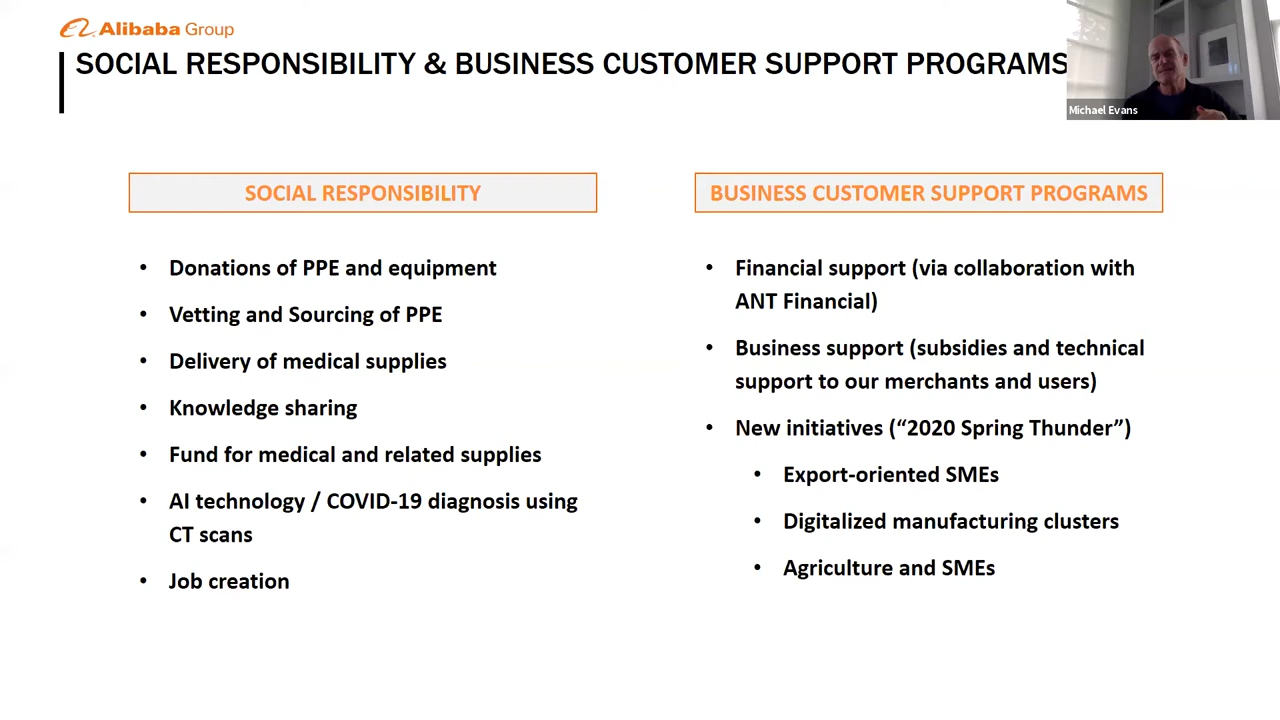 Alibaba Group
SOCIAL RESPONSIBILITY & BUSINESS CUSTOMER SUPPORT PROGRAMS
Michael Evans
SOCIAL RESPONSIBILITY
• Donations of PPE and equipment
• Vetting and Sourcing of PPE
• Delivery of medical supplies
• Knowledge sharing
• Fund for medical and related supplies
• AI technology / COVID-19 diagnosis using
CT scans
• Job creation
BUSINESS CUSTOMER SUPPORT PROGRAMS
• Financial support (via collaboration with
ANT Financial)
• Business support (subsidies and technical
support to our merchants and users)
• New initiatives (“2020 Spring Thunder”)
• Export-oriented SMEs
• Digitalized manufacturing clusters
• Agriculture and SMEs